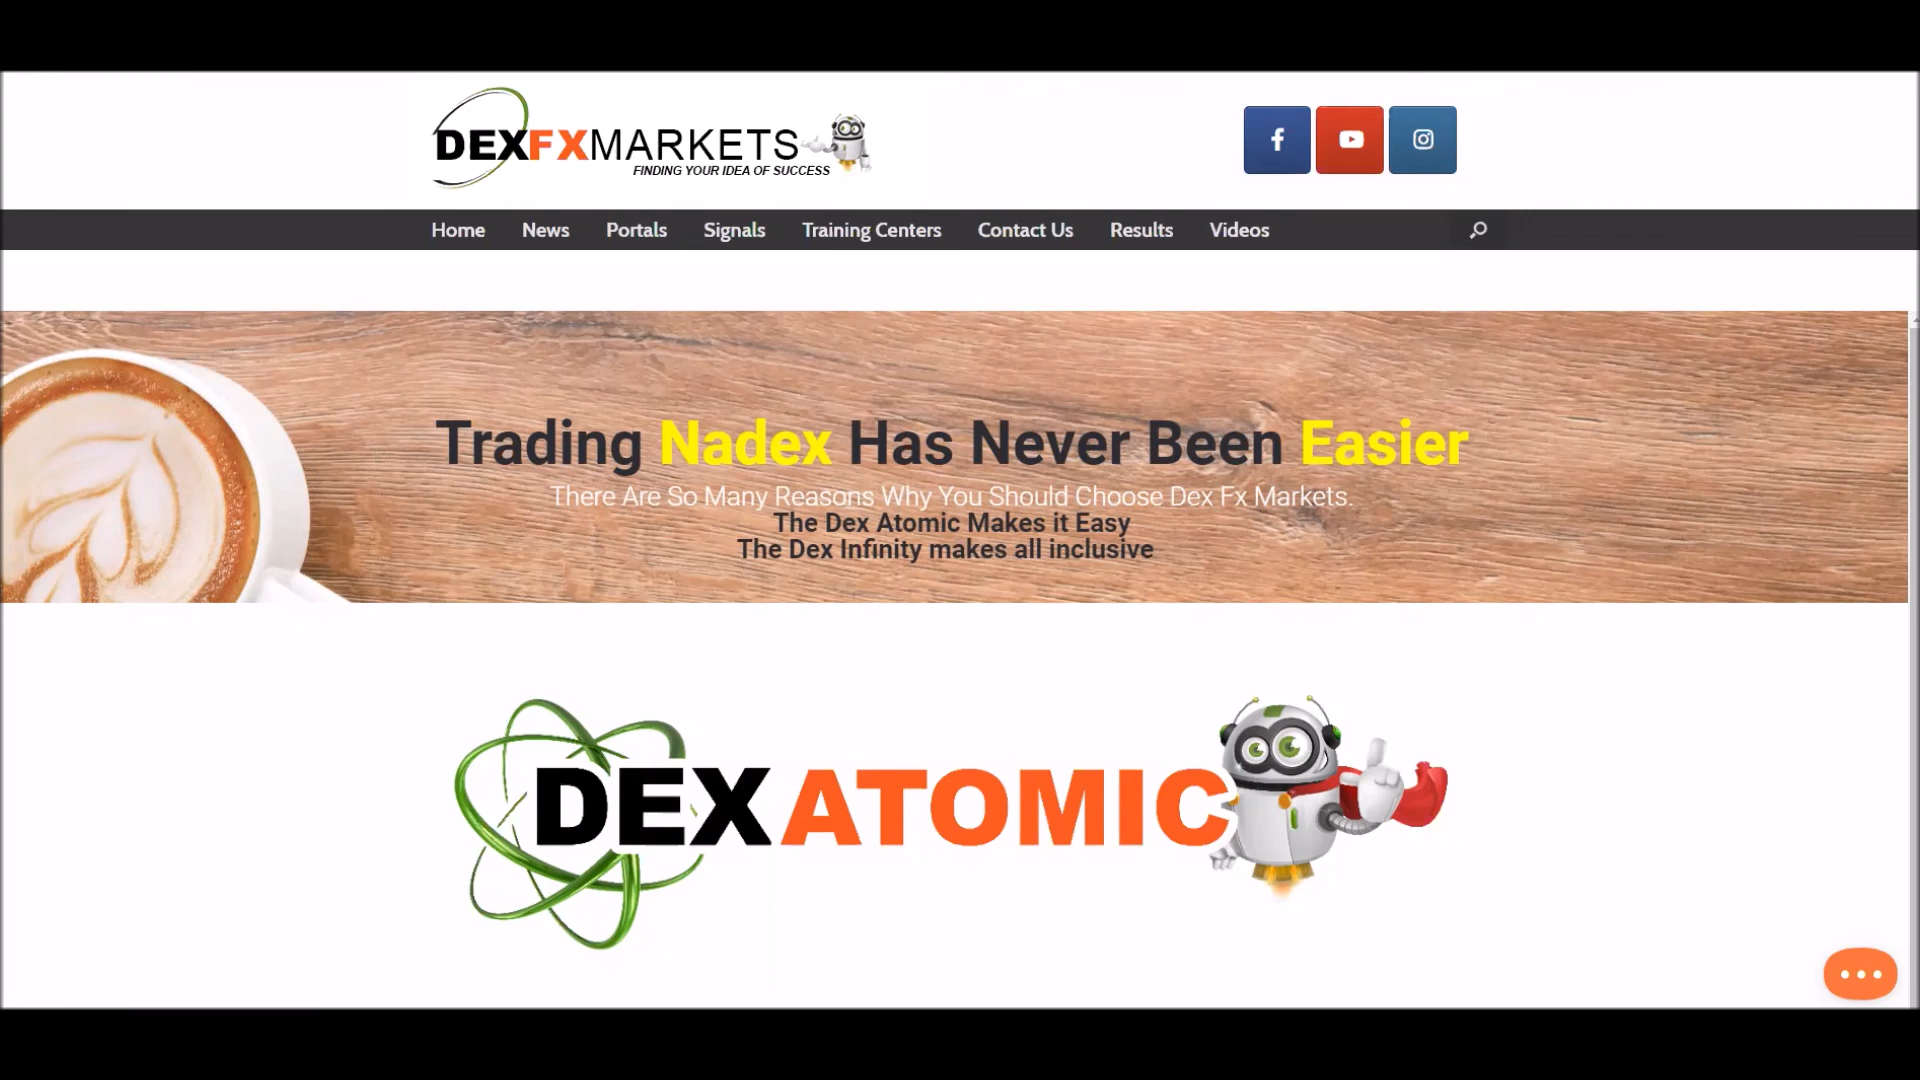 DEXFXMARKETS
FINDING YOUR IDEA OF SUCCESS
Home News Portals Signals Training Centers Contact Us Results Videos
Trading Nadex Has Never Been Easier
There Are So Many Reasons Why You Should Choose Dex Fx Markets.
The Dex Atomic Makes it Easy
The Dex Infinity makes all inclusive
DEXATOMIC